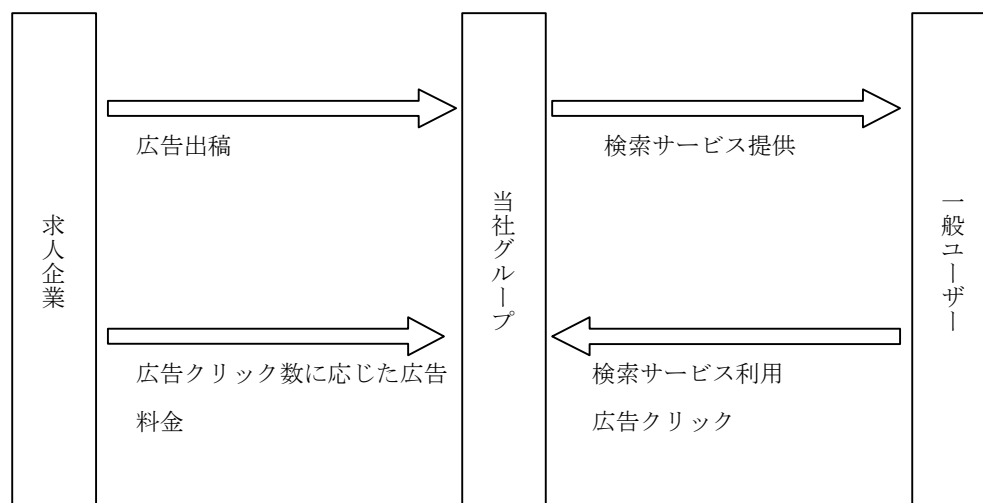 広告出稿
検索サービス提供
求人企業
当社グループ
一般ユーザー
広告クリック数に応じた広告
料金
検索サービス利用
広告クリック